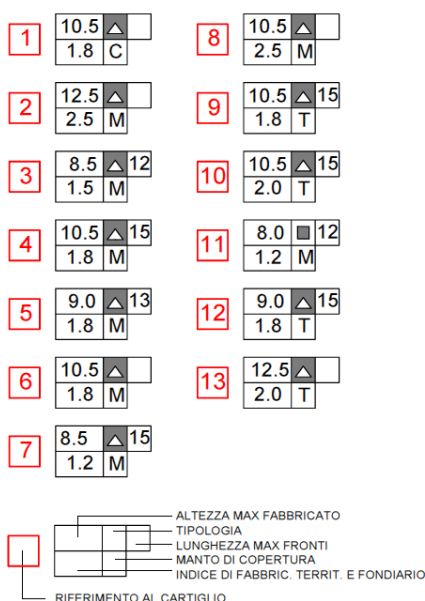 1 10.5
1.8 C
2 12.5
2.5 M
3 8.5 12
1.5 M
4 10.5 15
1.8 M
5 9.0 13
1.8 M
6 10.5
1.8 M
7 8.5 15
1.2 M
8 10.5
2.5 M
9 10.5 15
1.8 T
10 10.5 15
2.0 T
11 8.0 12
1.2 M
12 9.0 15
1.8 T
13 12.5
2.0 T
ALTEZZA MAX FABBRICATO
TIPOLOGIA
LUNGHEZZA MAX FRONTI
MANTO DI COPERTURA
INDICE DI FABBRIC. TERRIT. E FONDIARIO
RIFERIMENTO AL CARTIGLIO